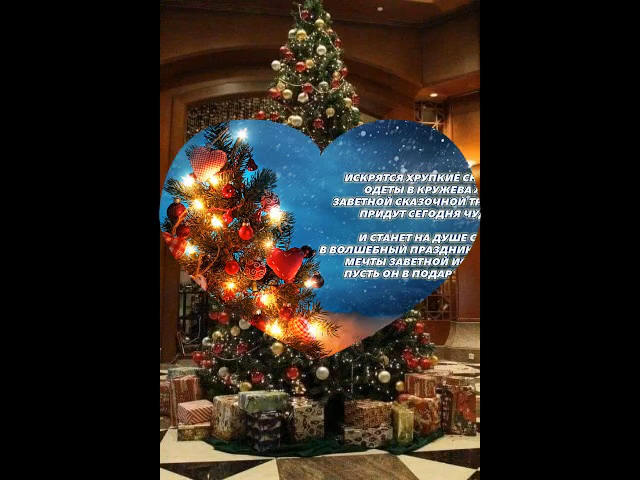 ИСКРЯТСЯ ХРУПКИЕ
ОДЕТЫ В КРУЖЕВА
ЗАВЕТНОЙ СКАЗОЧНОЙ
ПРИДУТ СЕГОДНЯ
И СТАНЕТ НА ДУШЕ
В ВОЛШЕБНЫЙ
МЕЧТЫ ЗАВЕТНОЙ
ПУСТЬ ОН В